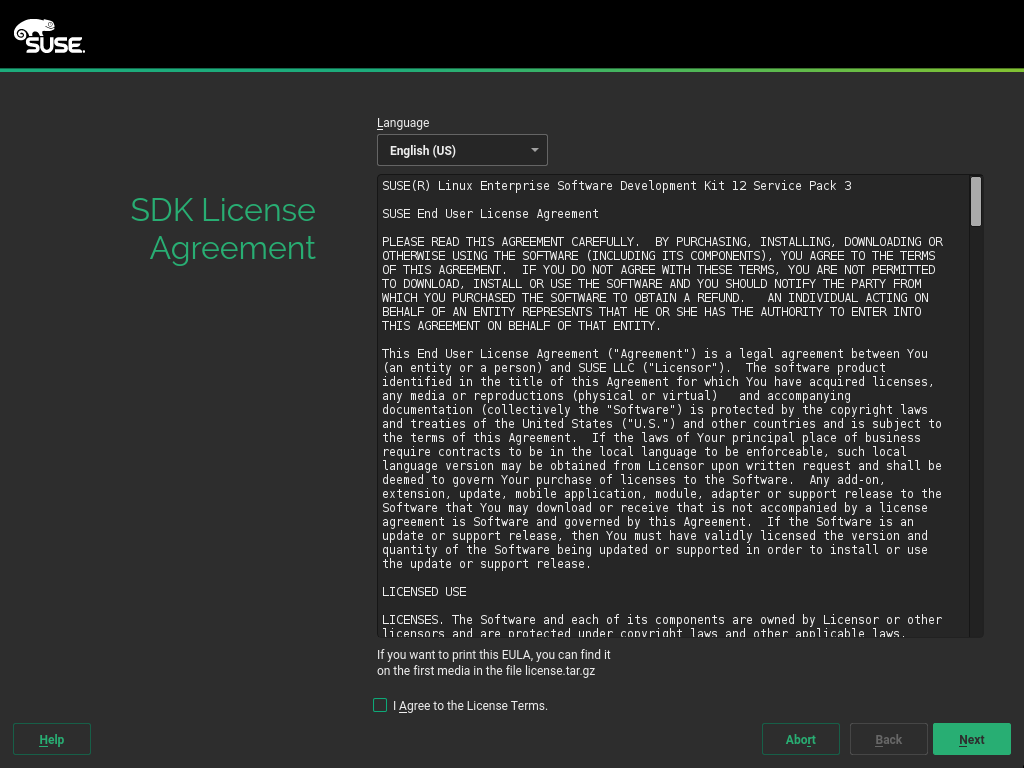 SUSE.
Language
English (US)
SDK License
Agreement
SUSE(R) Linux Enterprise Software Development Kit 12 Service Pack 3
SUSE End User License Agreement
PLEASE READ THIS AGREEMENT CAREFULLY.  BY PURCHASING, INSTALLING, DOWNLOADING OR
OTHERWISE USING THE SOFTWARE (INCLUDING ITS COMPONENTS), YOU AGREE TO THE TERMS
OF THIS AGREEMENT.  IF YOU DO NOT AGREE WITH THESE TERMS, YOU ARE NOT PERMITTED
TO DOWNLOAD, INSTALL OR USE THE SOFTWARE AND YOU SHOULD NOTIFY THE PARTY FROM
WHICH YOU PURCHASED THE SOFTWARE TO OBTAIN A REFUND.   AN INDIVIDUAL ACTING ON
BEHALF OF AN ENTITY REPRESENTS THAT HE OR SHE HAS THE AUTHORITY TO ENTER INTO
THIS AGREEMENT ON BEHALF OF THAT ENTITY.
This End User License Agreement ("Agreement") is a legal agreement between You
(an entity or a person) and SUSE LLC ("Licensor").  The software product
identified in the title of this Agreement for which You have acquired licenses,
any media or reproductions (physical or virtual)   and accompanying
documentation (collectively the "Software") is protected by the copyright laws
and treaties of the United States ("U.S.") and other countries and is subject to
the terms of this Agreement.  If the laws of Your principal place of business
require contracts to be in the local language to be enforceable, such local
language version may be obtained from Licensor upon written request and shall be
deemed to govern Your purchase of licenses to the Software.  Any add-on,
extension, update, mobile application, module, adapter or support release to the
Software that You may download or receive that is not accompanied by a license
agreement is Software and governed by this Agreement.  If the Software is an
update or support release, then You must have validly licensed the version and
quantity of the Software being updated or supported in order to install or use
the update or support release.
LICENSED USE
LICENSES. The Software and each of its components are owned by Licensor or other
licensors and are protected under copyright laws and other applicable laws.
If you want to print this EULA, you can find it
on the first media in the file license.tar.gz
I Agree to the License Terms.
Help
Abort
Back
Next